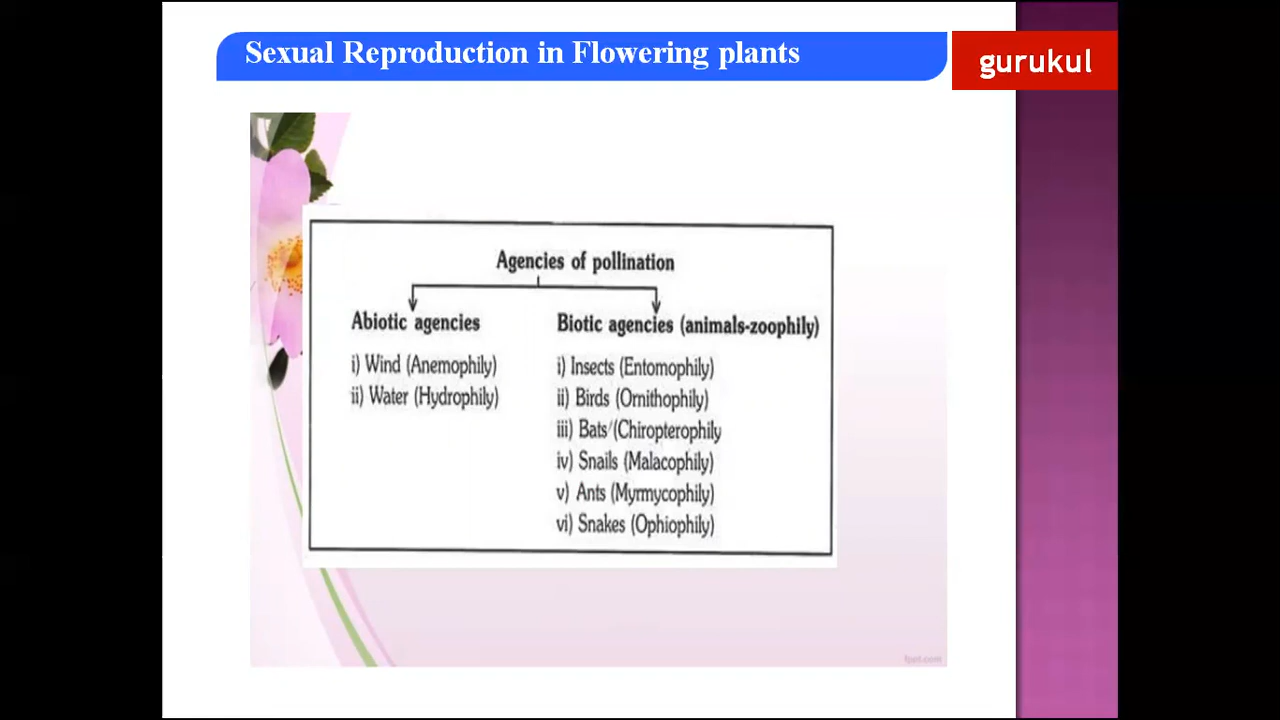 Sexual Reproduction in Flowering plants
gurukul
Agencies of pollination
Abiotic agencies
i) Wind (Anemophily)
ii) Water (Hydrophily)
Biotic agencies (animals-zoophily)
i) Insects (Entomophily)
ii) Birds (Ornithophily)
iii) Bats (Chiropterophily
iv) Snails (Malacophily)
v) Ants (Myrmycophily)
vi) Snakes (Ophiophily)